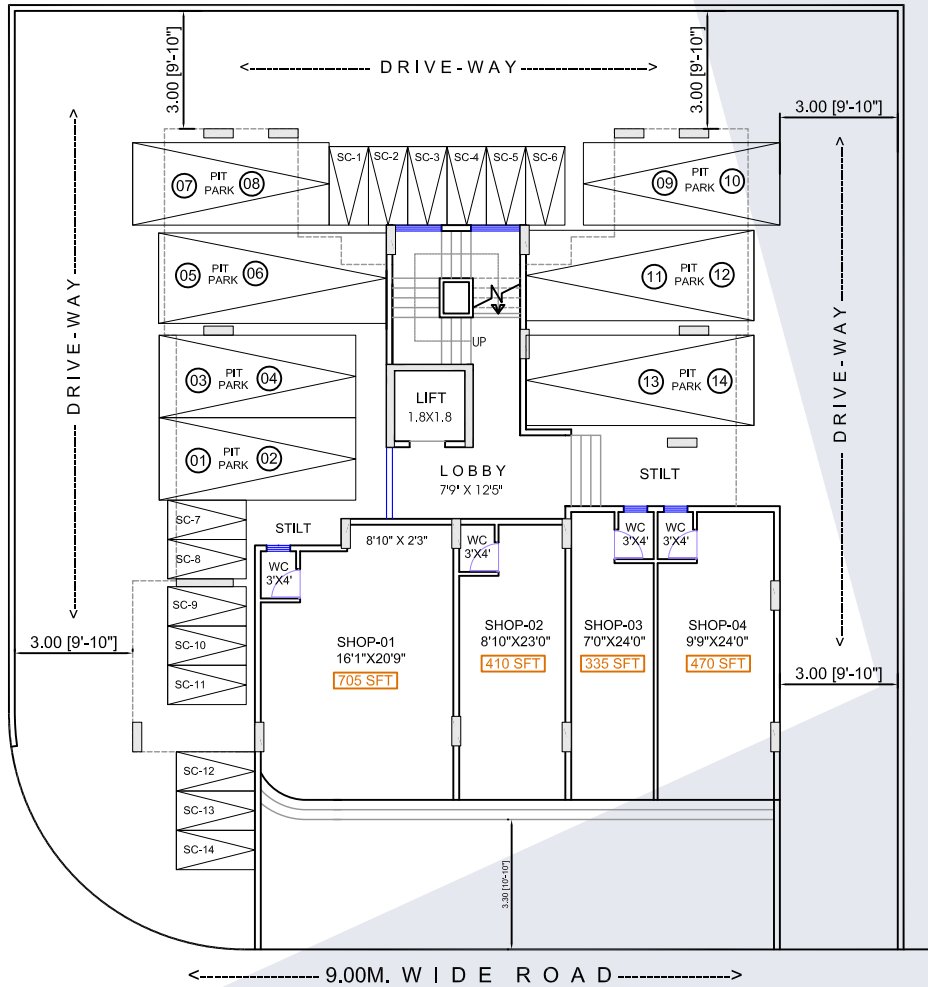 DRIVE-WAY
3.00 [9'-10"]
3.00 [9'-10"]
3.00 [9'-10"]
SC-1
SC-2
SC-3
SC-4
SC-5
SC-6
07
PIT
PARK
08
09
PIT
PARK
10
05
PIT
PARK
06
11
PIT
PARK
12
DRIVE-WAY
DRIVE-WAY
UP
03
PIT
PARK
04
13
PIT
PARK
14
LIFT
1.8X1.8
01
PIT
PARK
02
LOBBY
7'9" X 12'5"
STILT
SC-7
STILT
SC-8
8'10" X 2'3"
WC
3'X4'
WC
3'X4'
WC
3'X4'
WC
3'X4'
SC-9
SC-10
SC-11
3.00 [9'-10"]
SHOP-01
16'1"X20'9"
705 SFT
SHOP-02
8'10"X23'0"
410 SFT
SHOP-03
7'0"X24'0"
335 SFT
SHOP-04
9'9"X24'0"
470 SFT
3.00 [9'-10"]
SC-12
SC-13
SC-14
3.30 [10'-10"]
9.00M. WIDE ROAD